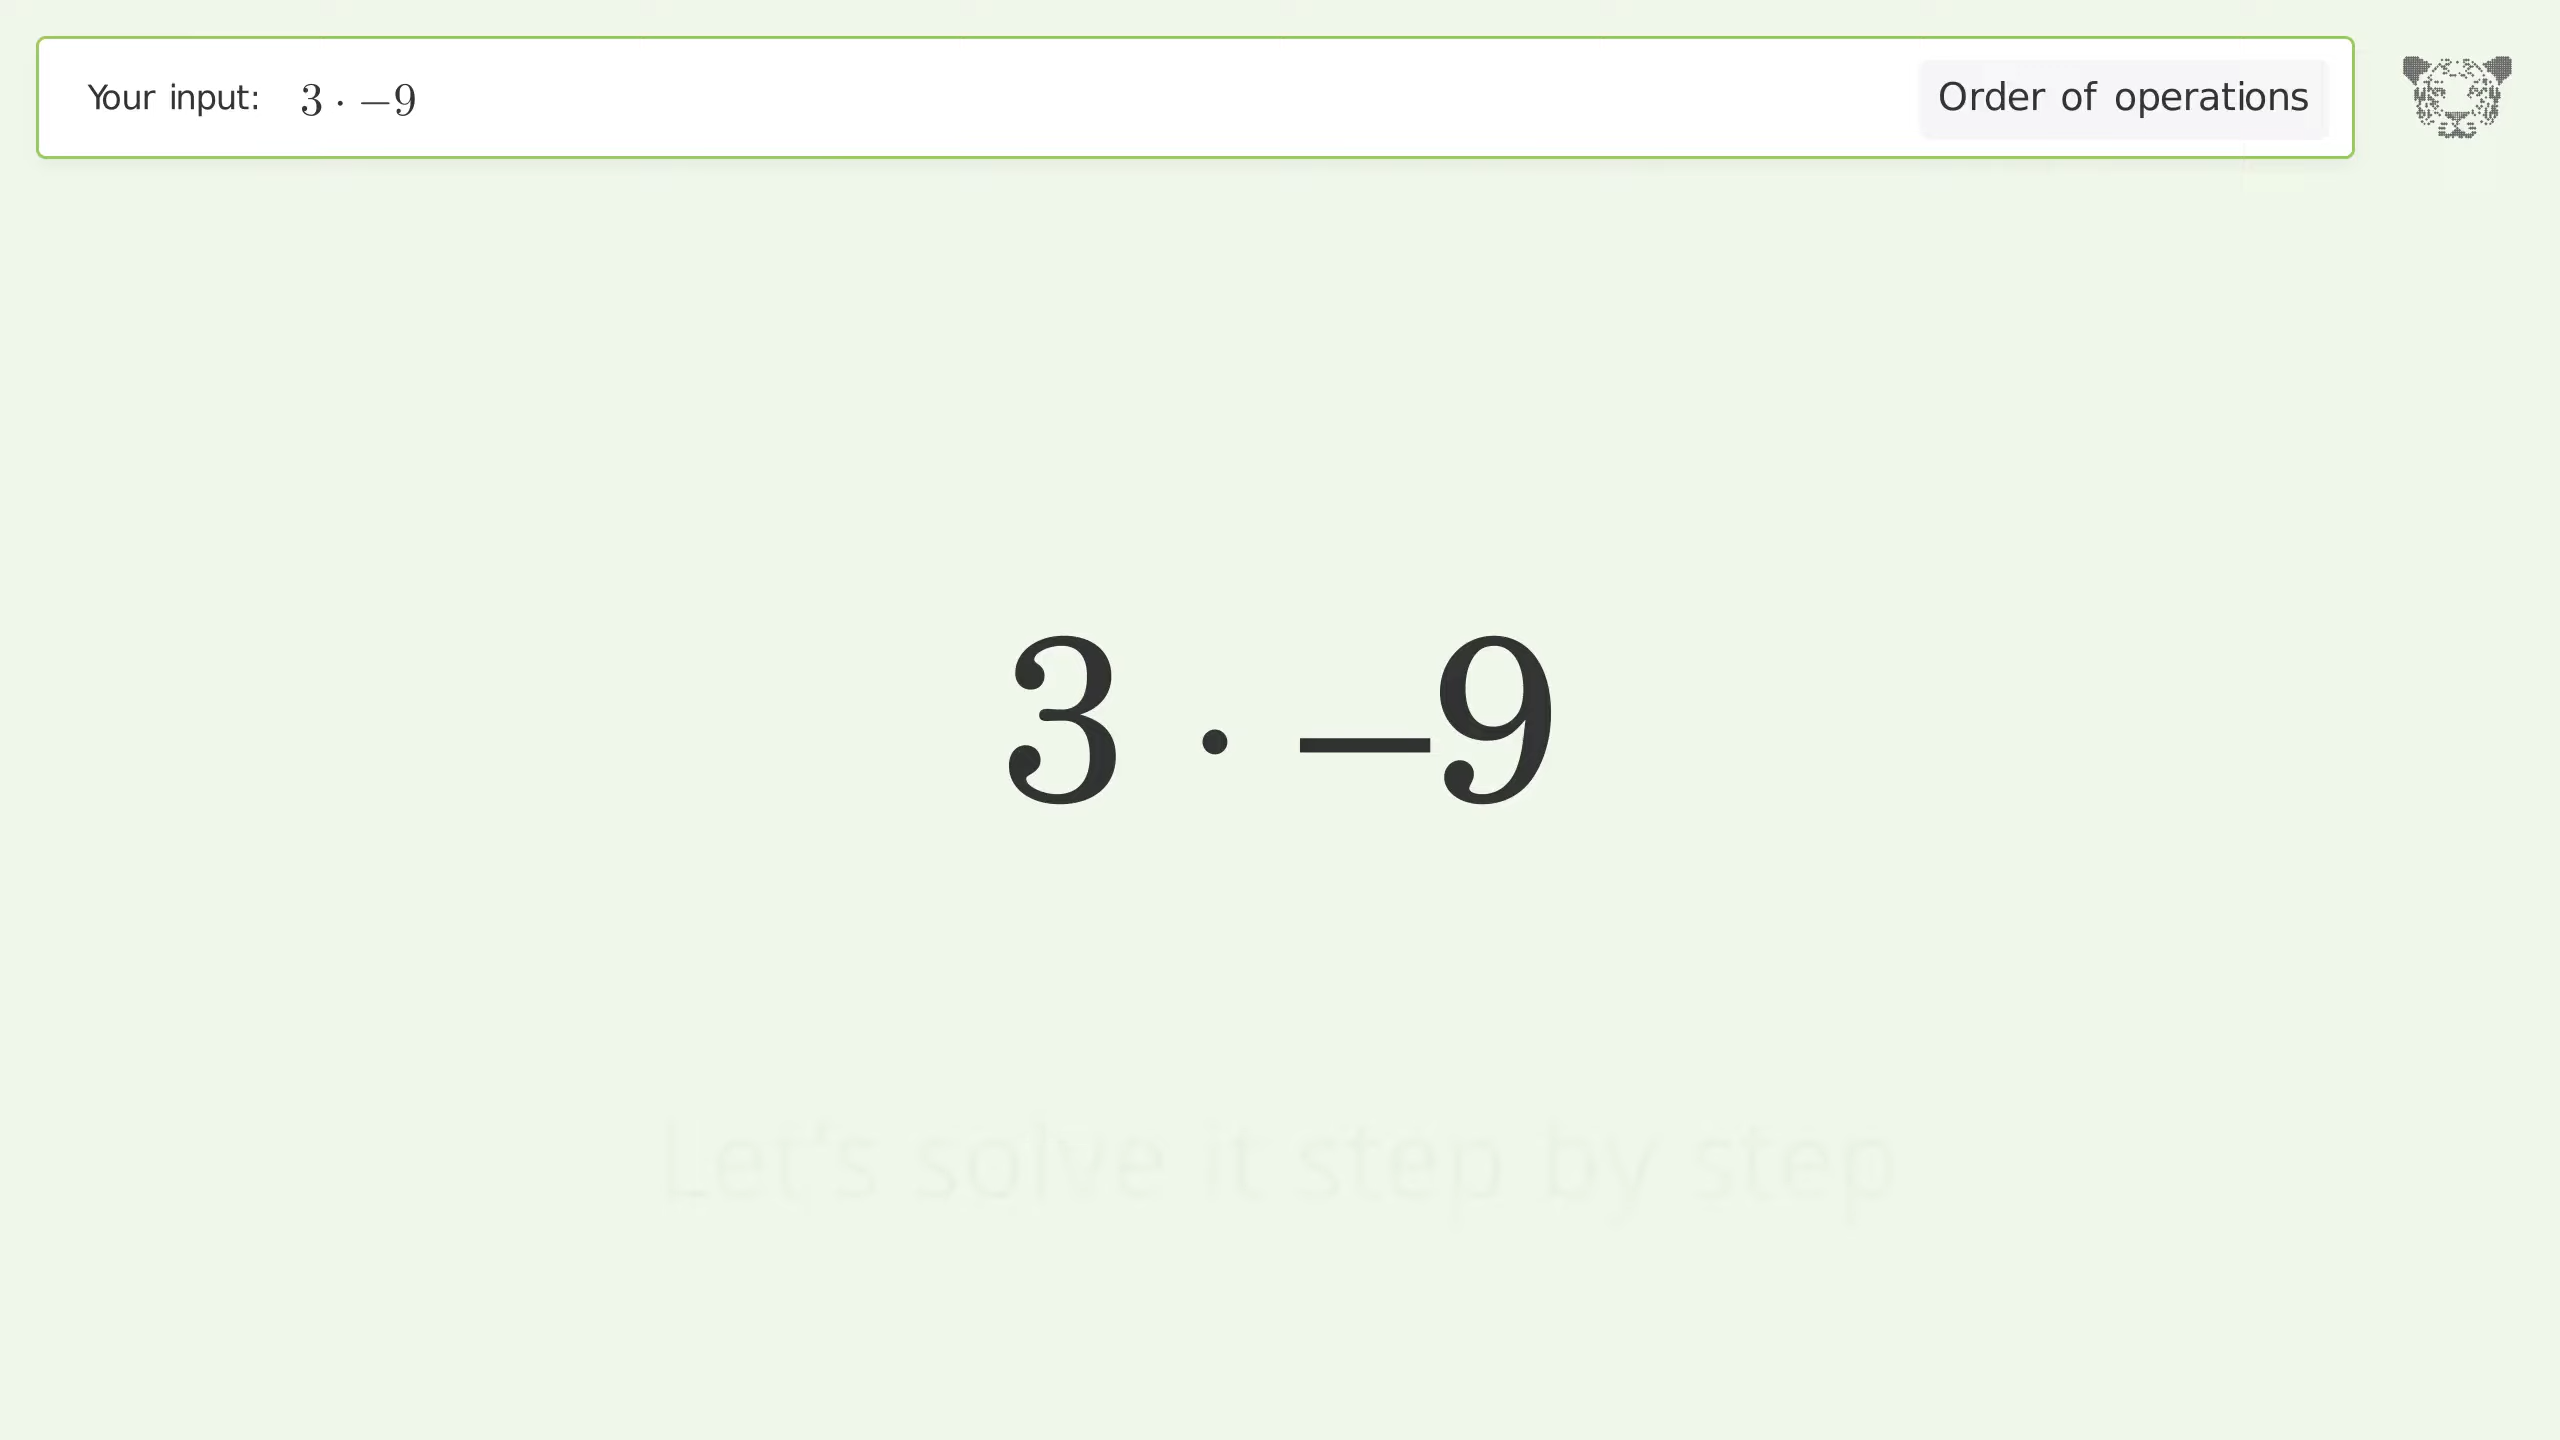 Your input: 3 · −9 Order of operations
3 · −9
Let's solve it step by step